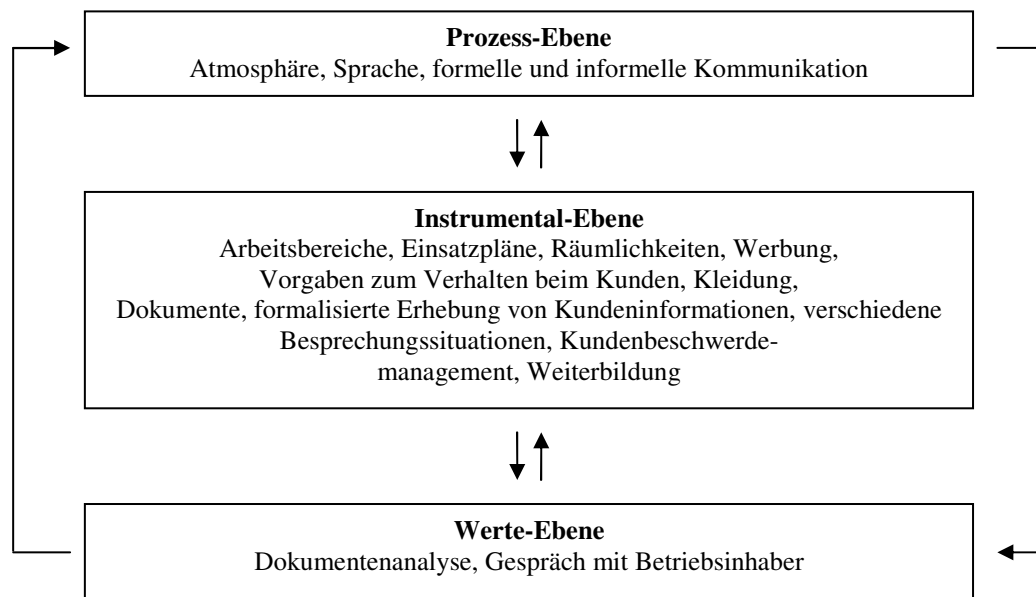 Prozess-Ebene
Atmosphäre, Sprache, formelle und informelle Kommunikation
Instrumental-Ebene
Arbeitsbereiche, Einsatzpläne, Räumlichkeiten, Werbung,
Vorgaben zum Verhalten beim Kunden, Kleidung,
Dokumente, formalisierte Erhebung von Kundeninformationen, verschiedene
Besprechungssituationen, Kundenbeschwerde-
management, Weiterbildung
Werte-Ebene
Dokumentenanalyse, Gespräch mit Betriebsinhaber